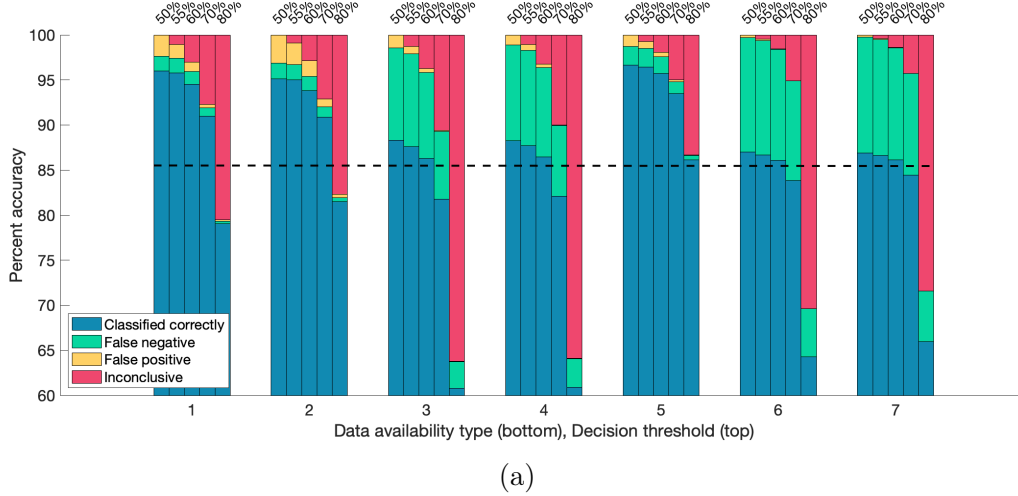 50% 55% 60% 70% 80% 50% 55% 60% 70% 80% 50% 55% 60% 70% 80% 50% 55% 60% 70% 80% 50% 55% 60% 70% 80% 50% 55% 60% 70% 80% 50% 55% 60% 70% 80%
100
95
90
85
80
75
70
65
60
Percent accuracy
Classified correctly
False negative
False positive
Inconclusive
1 2 3 4 5 6 7
Data availability type (bottom), Decision threshold (top)
(a)